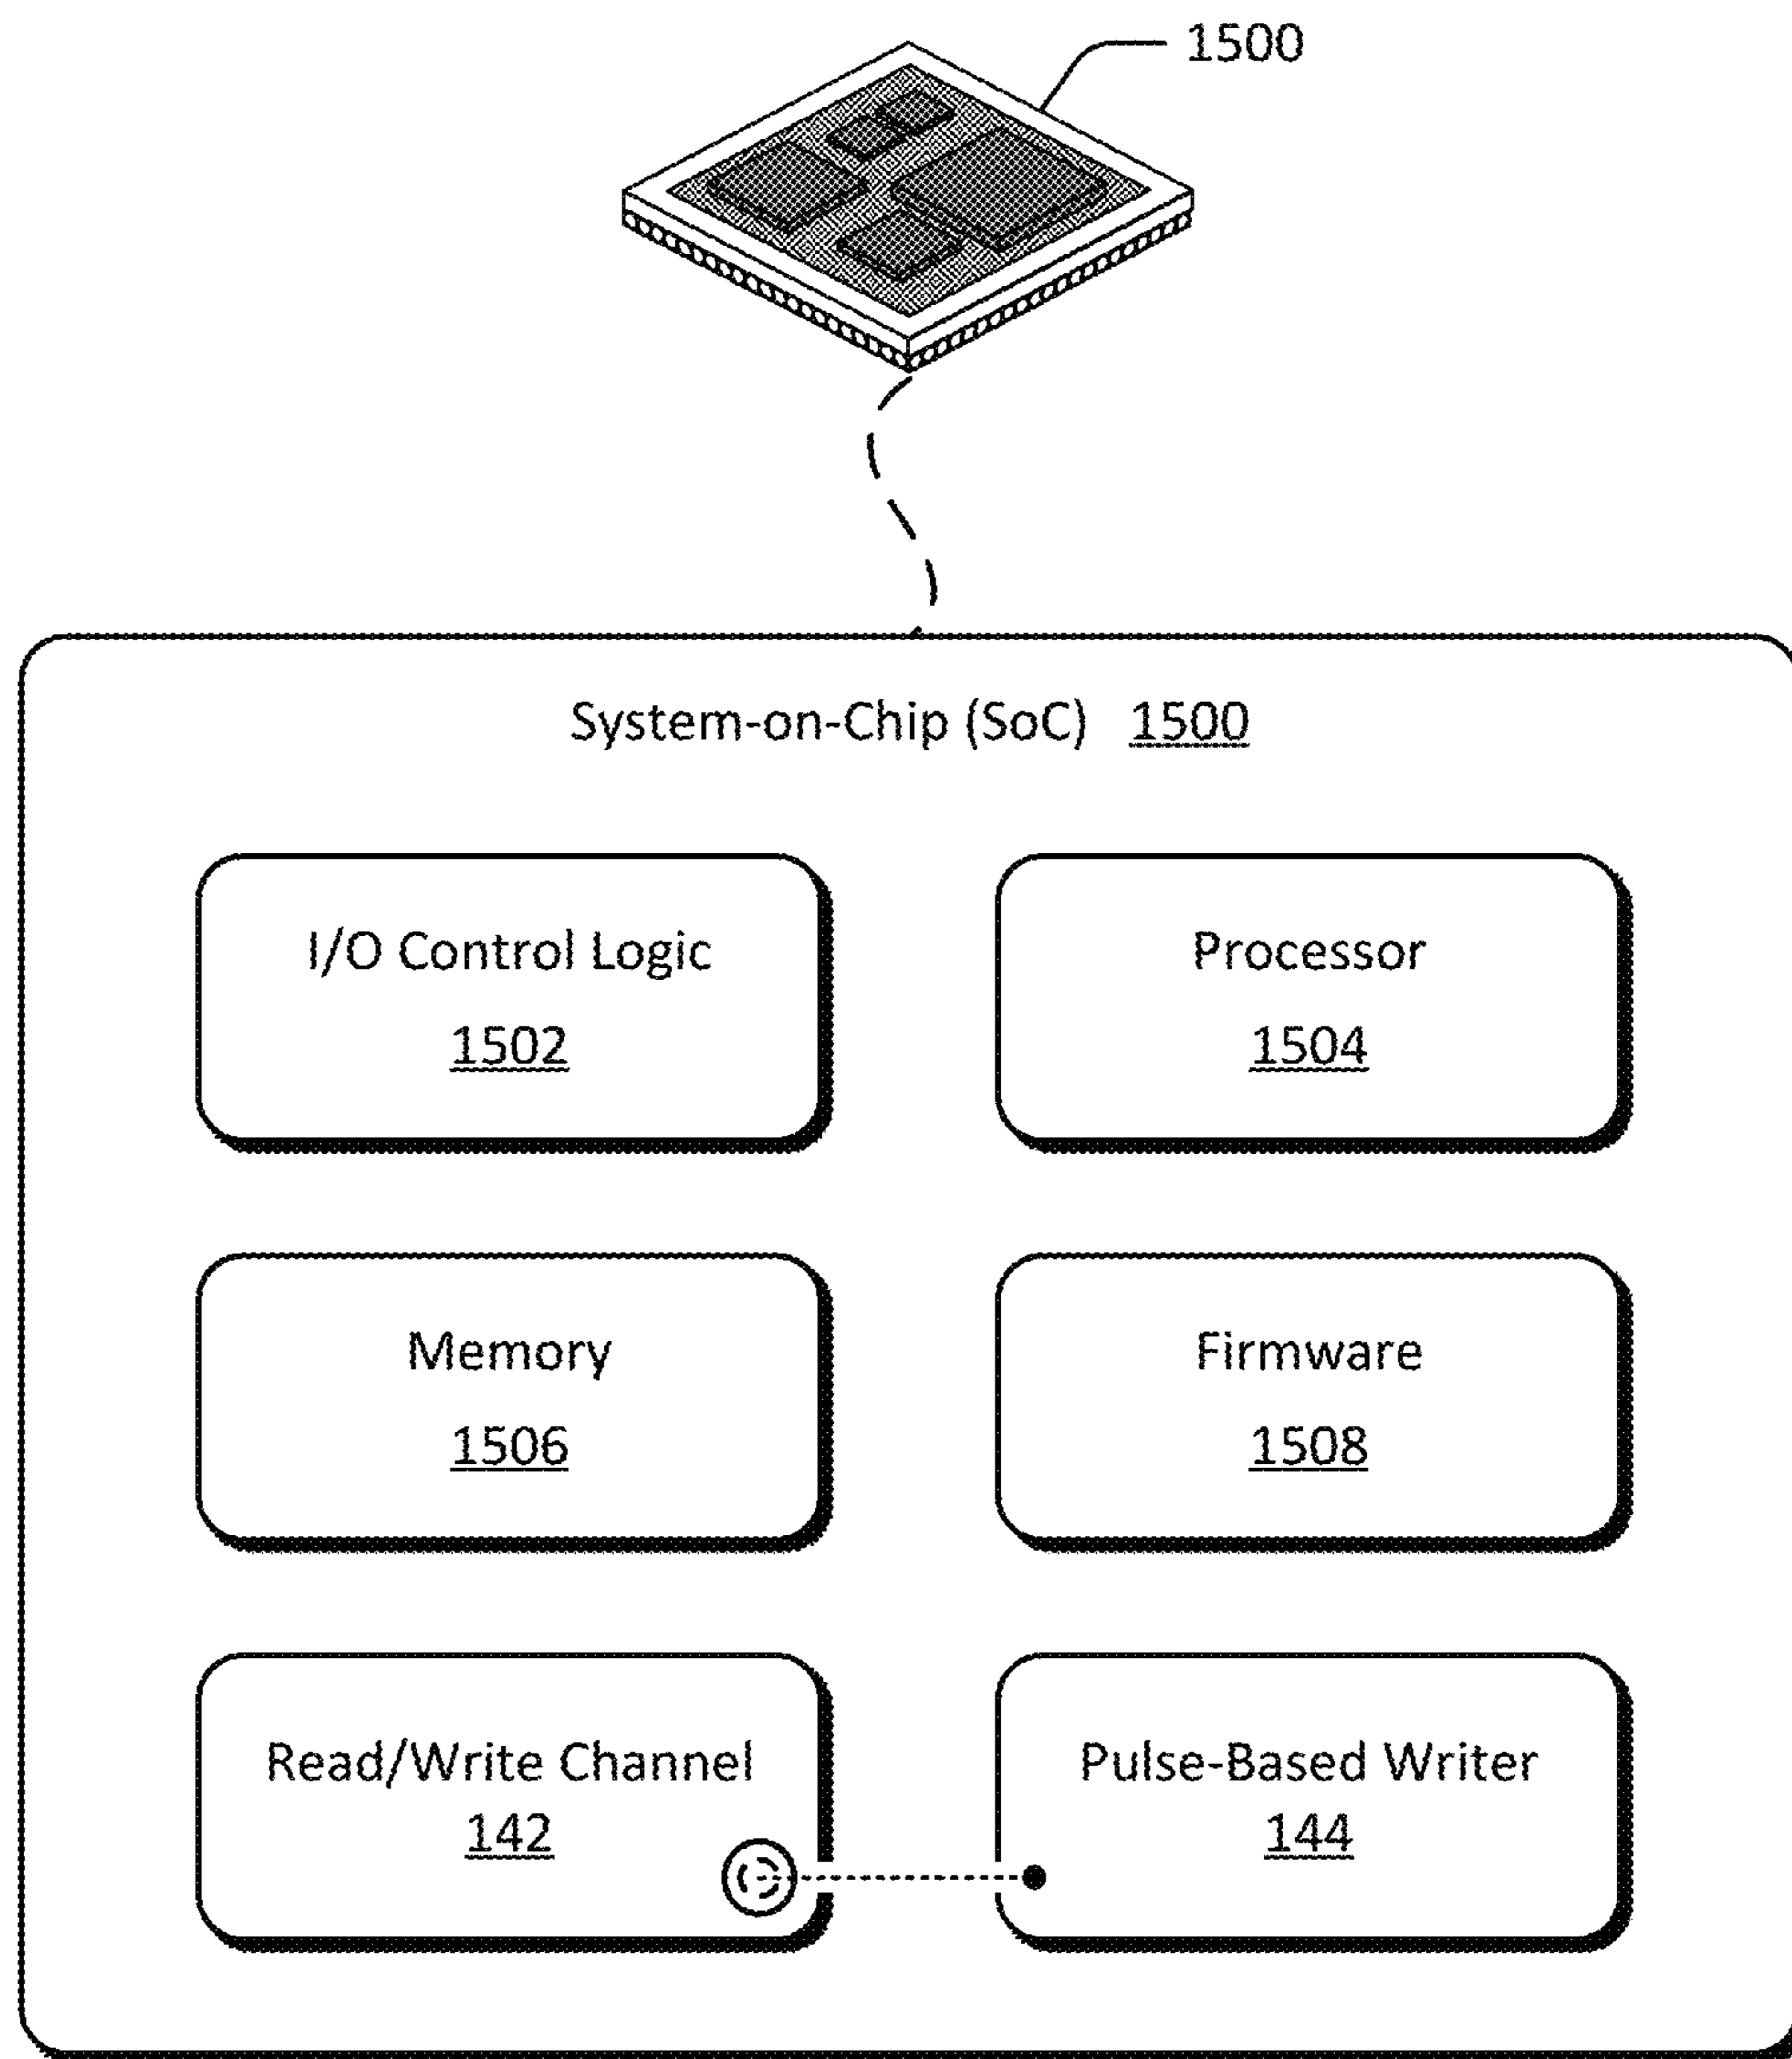 1500
System-on-Chip (SoC) 1500
I/O Control Logic
1502
Processor
1504
Memory
1506
Firmware
1508
Read/Write Channel
142
Pulse-Based Writer
144